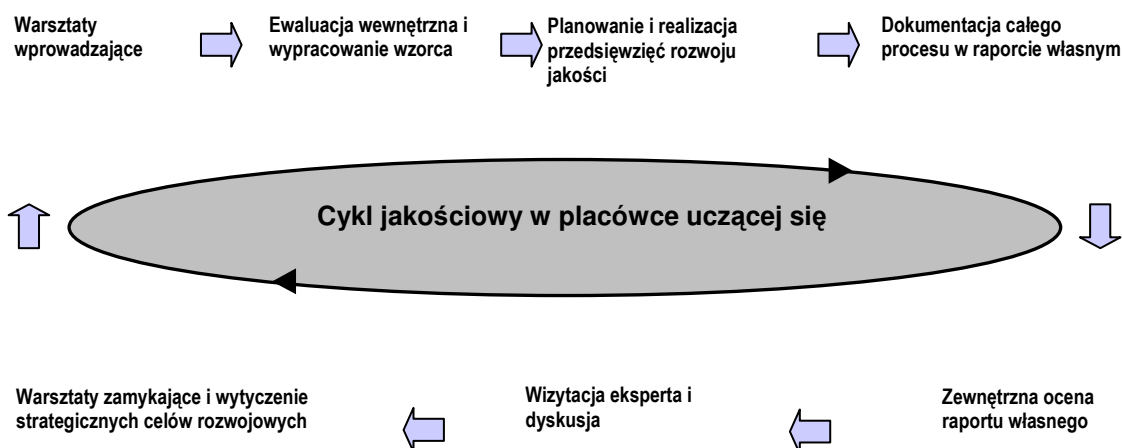 Warsztaty
wprowadzające
Ewaluacja wewnętrzna i
wypracowanie wzorca
Planowanie i realizacja
przedsięwzięć rozwoju
jakości
Dokumentacja całego
procesu w raporcie własnym
Cykl jakościowy w placówce uczącej się
Warsztaty zamykające i wytyczenie
strategicznych celów rozwojowych
Wizytacja eksperta i
dyskusja
Zewnętrzna ocena
raportu własnego